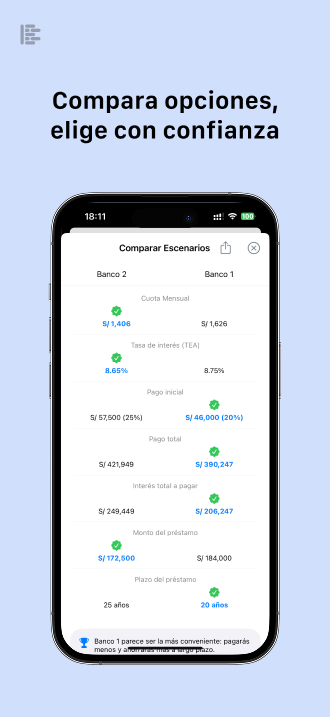 Compara opciones,
elige con confianza
18:11
100
Comparar Escenarios
Banco 2 Banco 1
Cuota Mensual
S/ 1,406 S/ 1,626
Tasa de interés (TEA)
8.65% 8.75%
Pago inicial
S/ 57,500 (25%) S/ 46,000 (20%)
Pago total
S/ 421,949 S/ 390,247
Interés total a pagar
S/ 249,449 S/ 206,247
Monto del préstamo
S/ 172,500 S/ 184,000
Plazo del préstamo
25 años 20 años
Banco 1 parece ser la más conveniente: pagarás
menos y ahorrarás más a largo plazo.